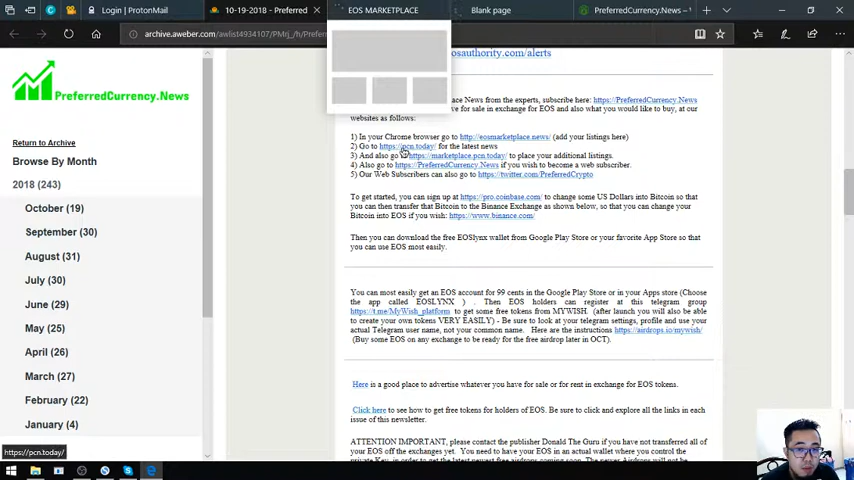 Login | ProtonMail
10-19-2018 - Preferred
EOS MARKETPLACE
Blank page
PreferredCurrency.News –
archive.aweber.com/awlist4934107/PMrj_/h/Prefe
PreferredCurrency.News
Return to Archive
Browse By Month
2018 (243)
October (19)
September (30)
August (31)
July (30)
June (29)
May (25)
April (26)
March (27)
February (22)
January (4)
https://pcn.today/
osauthority.com/alerts
lace News from the experts, subscribe here: https://PreferredCurrency.News
ve for sale in exchange for EOS and also what you would like to buy, at our
websites as follows:
1) In your Chrome browser go to http://eosmarketplace.news/ (add your listings here)
2) Go to https://pcn.today/ for the latest news
3) And also go to https://marketplace.pcn.today/ to place your additional listings.
4) Also go to https://PreferredCurrency.News if you wish to become a web subscriber.
5) Our Web Subscribers can also go to https://twitter.com/PreferredCrypto
To get started, you can sign up at https://pro.coinbase.com/ to change some US Dollars into Bitcoin so that
you can then transfer that Bitcoin to the Binance Exchange as shown below, so that you can change your
Bitcoin into EOS if you wish: https://www.binance.com/
Then you can download the free EOSlynx wallet from Google Play Store or your favorite App Store so that
you can use EOS most easily.
You can most easily get an EOS account for 99 cents in the Google Play Store or in your Apps store (Choose
the app called EOSLYNX ) . Then EOS holders can register at this telegram group
https://t.me/MyWish_platform to get some free tokens from MYWISH. (after launch you will also be able
to create your own tokens VERY EASILY) - Be sure to look at your telegram settings, profile and use your
actual Telegram user name, not your common name. Here are the instructions https://airdrops.io/mywish/
(Buy some EOS on any exchange to be ready for the free airdrop later in OCT).
Here is a good place to advertise whatever you have for sale or for rent in exchange for EOS tokens.
Click here to see how to get free tokens for holders of EOS. Be sure to click and explore all the links in each
issue of this newsletter.
ATTENTION IMPORTANT, please contact the publisher Donald The Guru if you have not transferred all of
your EOS off the exchanges yet. You need to have your EOS in an actual wallet where you control the